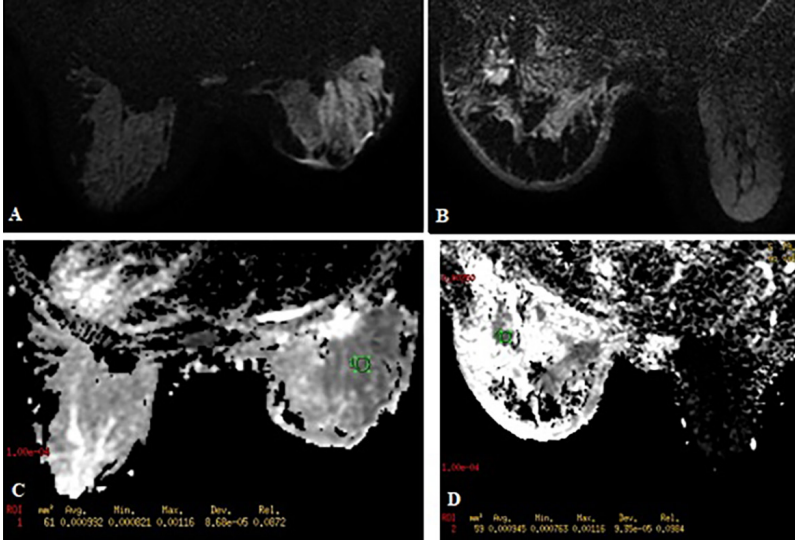 A
B
1.00e-04
C
ROI mm² Avg. Min. Max. Dev. Rel.
1 61 0.000992 0.000821 0.00116 8.68e-05 0.0872
1.00e-04
D
ROI mm² Avg. Min. Max. Dev. Rel.
2 59 0.000945 0.000763 0.00116 9.35e-05 0.0984